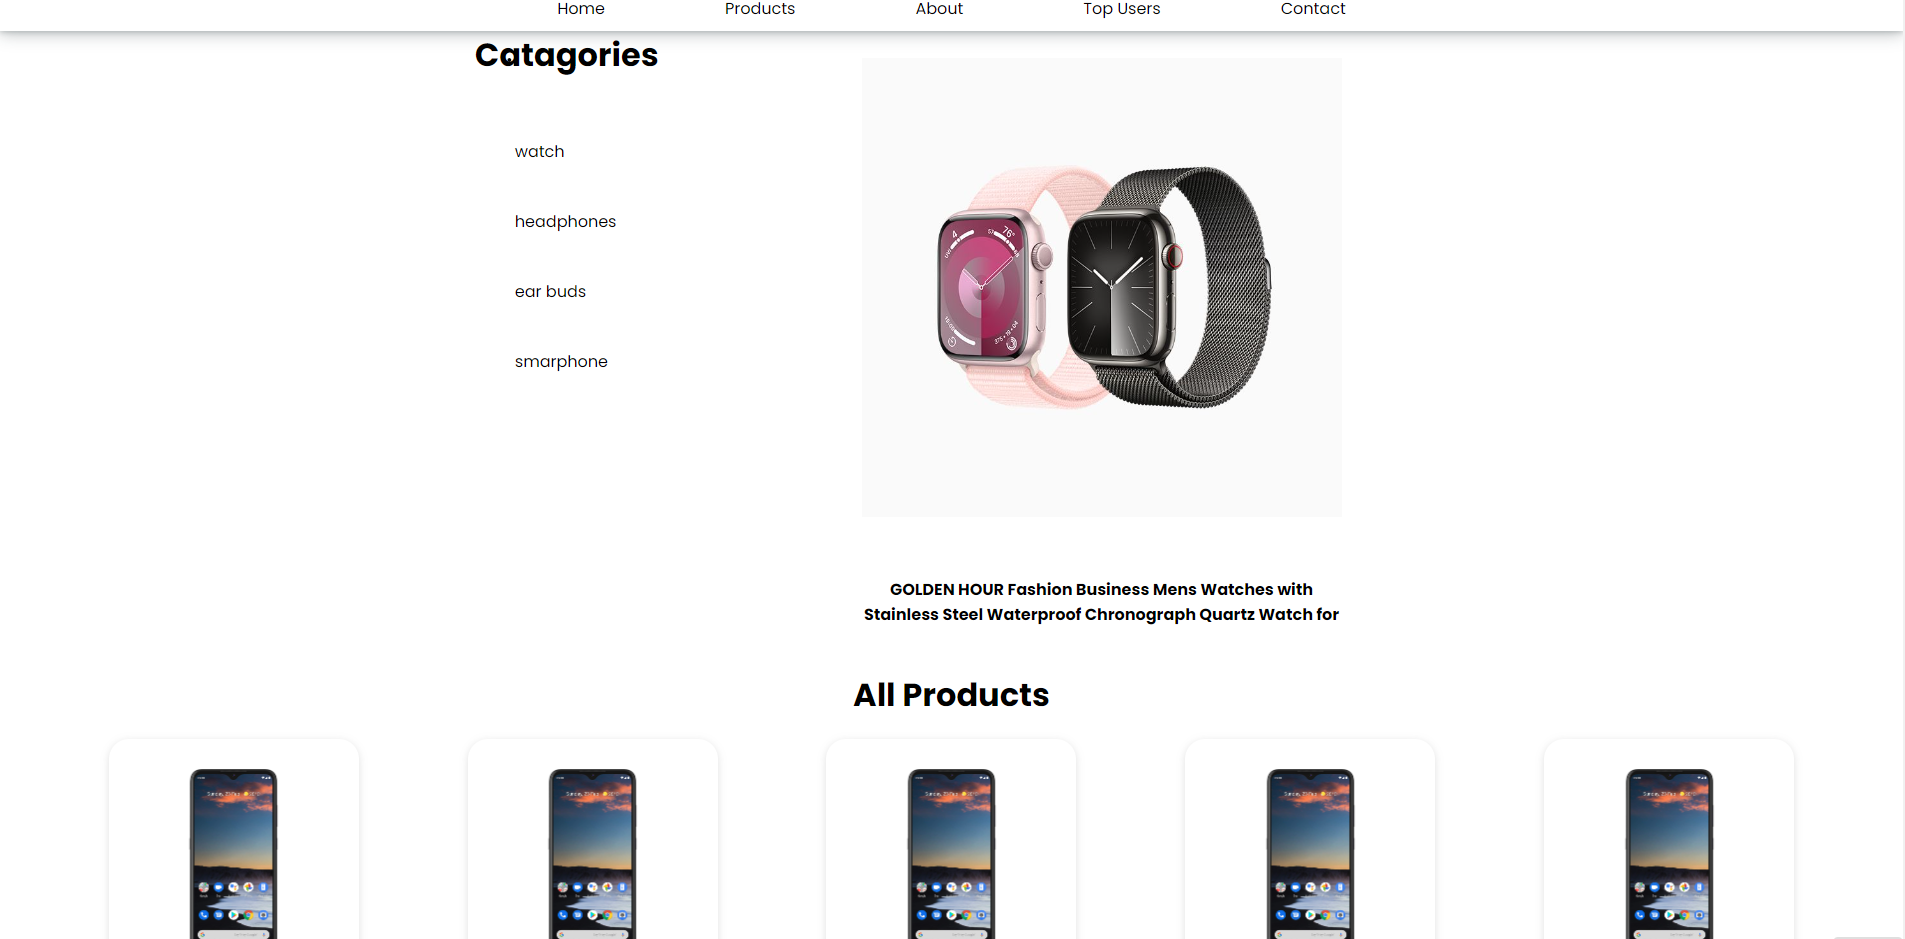 Home Products About Top Users Contact
Catagories
watch
headphones
ear buds
smarphone
GOLDEN HOUR Fashion Business Mens Watches with
Stainless Steel Waterproof Chronograph Quartz Watch for
All Products